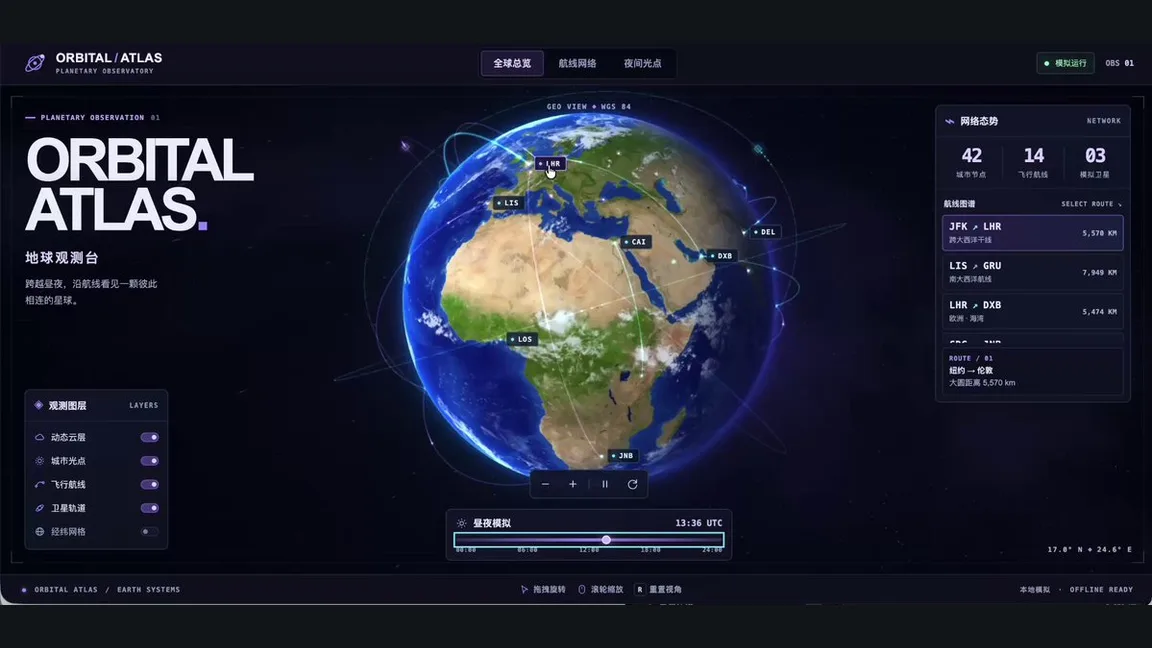 ORBITAL/ATLAS
PLANETARY OBSERVATORY
全球总览
航线网络
夜间光点
模拟运行
OBS 01
PLANETARY OBSERVATION 01
ORBITAL
ATLAS.
地球观测台
跨越昼夜，沿航线看见一颗彼此
相连的星球。
观测图层 LAYERS
动态云层
城市光点
飞行航线
卫星轨道
经纬网格
GEO VIEW ⌖ WGS 84
LHR
LIS
CAI
DEL
DXB
LOS
JNB
昼夜模拟 13:36 UTC
00:00 06:00 12:00 18:00 24:00
网络态势 NETWORK
42 14 03
城市节点 飞行航线 模拟卫星
航线图谱 SELECT ROUTE ↘
JFK ↗ LHR
跨大西洋干线
5,570 KM
LIS ↗ GRU
南大西洋航线
7,949 KM
LHR ↗ DXB
欧洲 · 海湾
5,474 KM
ROUTE / 01
纽约 → 伦敦
大圆距离 5,570 km
17.0° N ⌖ 24.6° E
ORBITAL ATLAS / EARTH SYSTEMS
拖拽旋转
滚轮缩放
R 重置视角
本地模拟 · OFFLINE READY